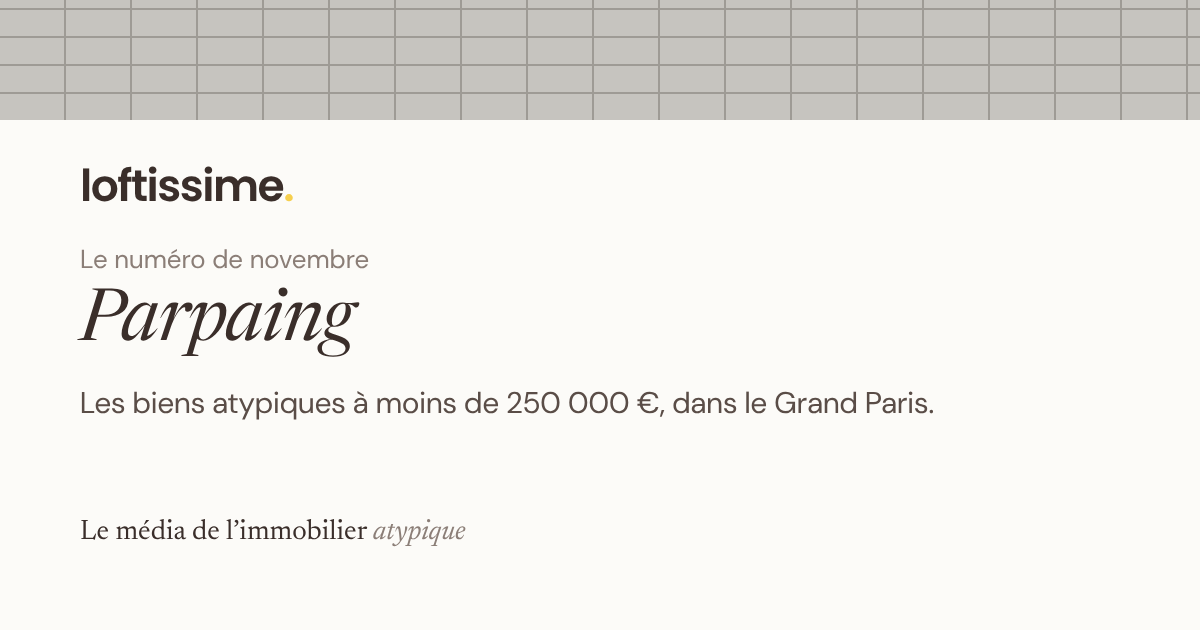 loftissime.
Le numéro de novembre
Parpaing
Les biens atypiques à moins de 250 000 €, dans le Grand Paris.
Le média de l’immobilier atypique